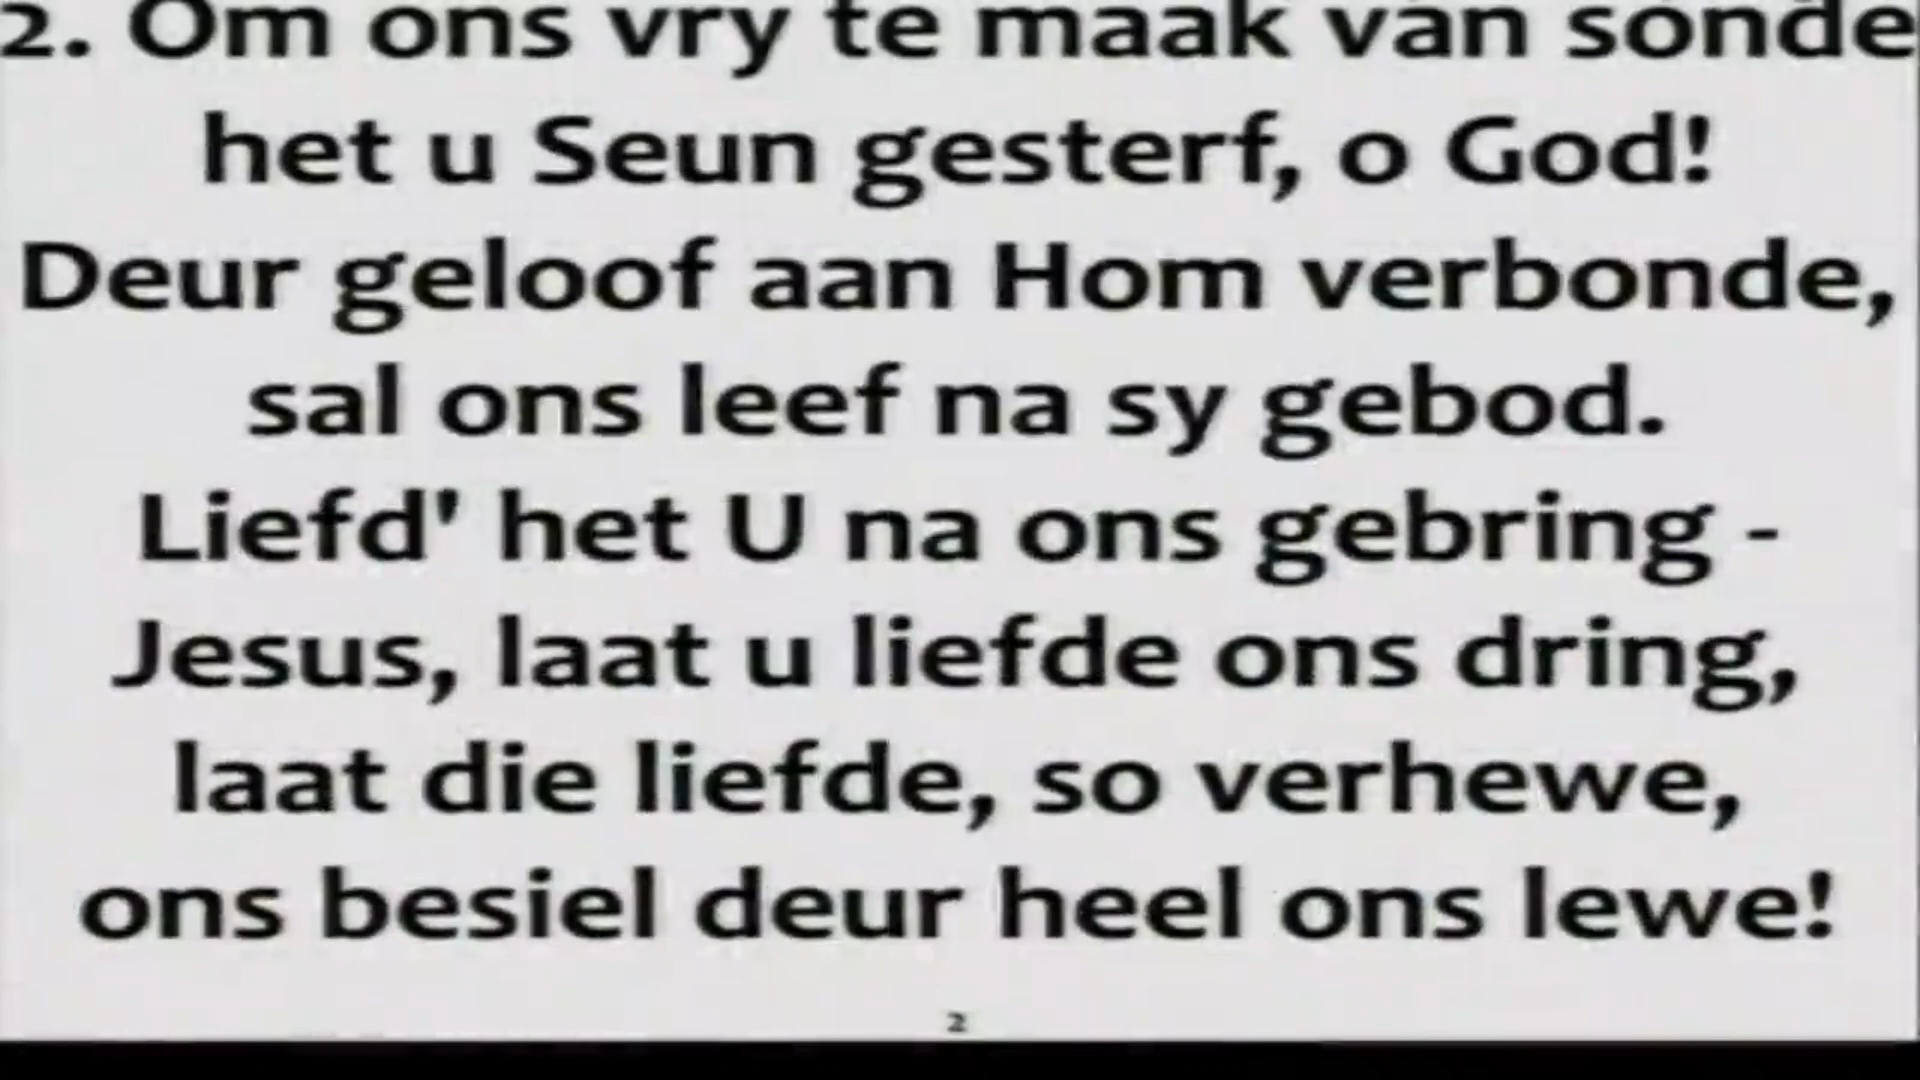 2. Om ons vry te maak van sonde
het u Seun gesterf, o God!
Deur geloof aan Hom verbonde,
sal ons leef na sy gebod.
Liefd' het U na ons gebring -
Jesus, laat u liefde ons dring,
laat die liefde, so verhewe,
ons besiel deur heel ons lewe!
2